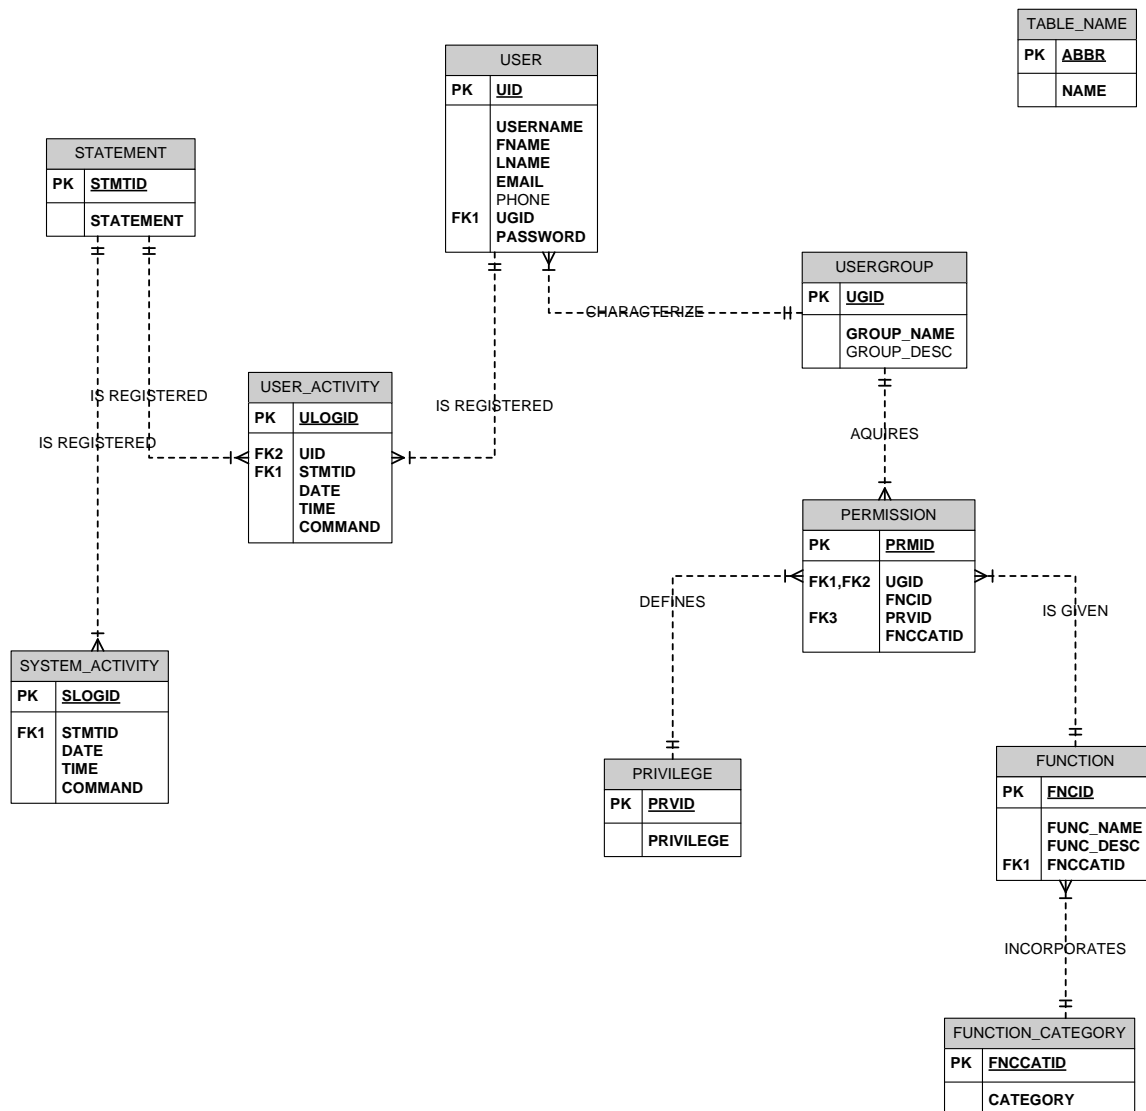 TABLE_NAME
PK ABBR
NAME
USER
PK UID
USERNAME
FNAME
LNAME
EMAIL
PHONE
FK1 UGID
PASSWORD
STATEMENT
PK STMTID
STATEMENT
USERGROUP
PK UGID
GROUP_NAME
GROUP_DESC
CHARACTERIZE
USER_ACTIVITY
PK ULOGID
FK2 UID
FK1 STMTID
DATE
TIME
COMMAND
IS REGISTERED
IS REGISTERED
IS REGISTERED
AQUIRES
PERMISSION
PK PRMID
FK1,FK2 UGID
FNCID
FK3 PRVID
FNCCATID
DEFINES
IS GIVEN
SYSTEM_ACTIVITY
PK SLOGID
FK1 STMTID
DATE
TIME
COMMAND
PRIVILEGE
PK PRVID
PRIVILEGE
FUNCTION
PK FNCID
FUNC_NAME
FUNC_DESC
FK1 FNCCATID
INCORPORATES
FUNCTION_CATEGORY
PK FNCCATID
CATEGORY